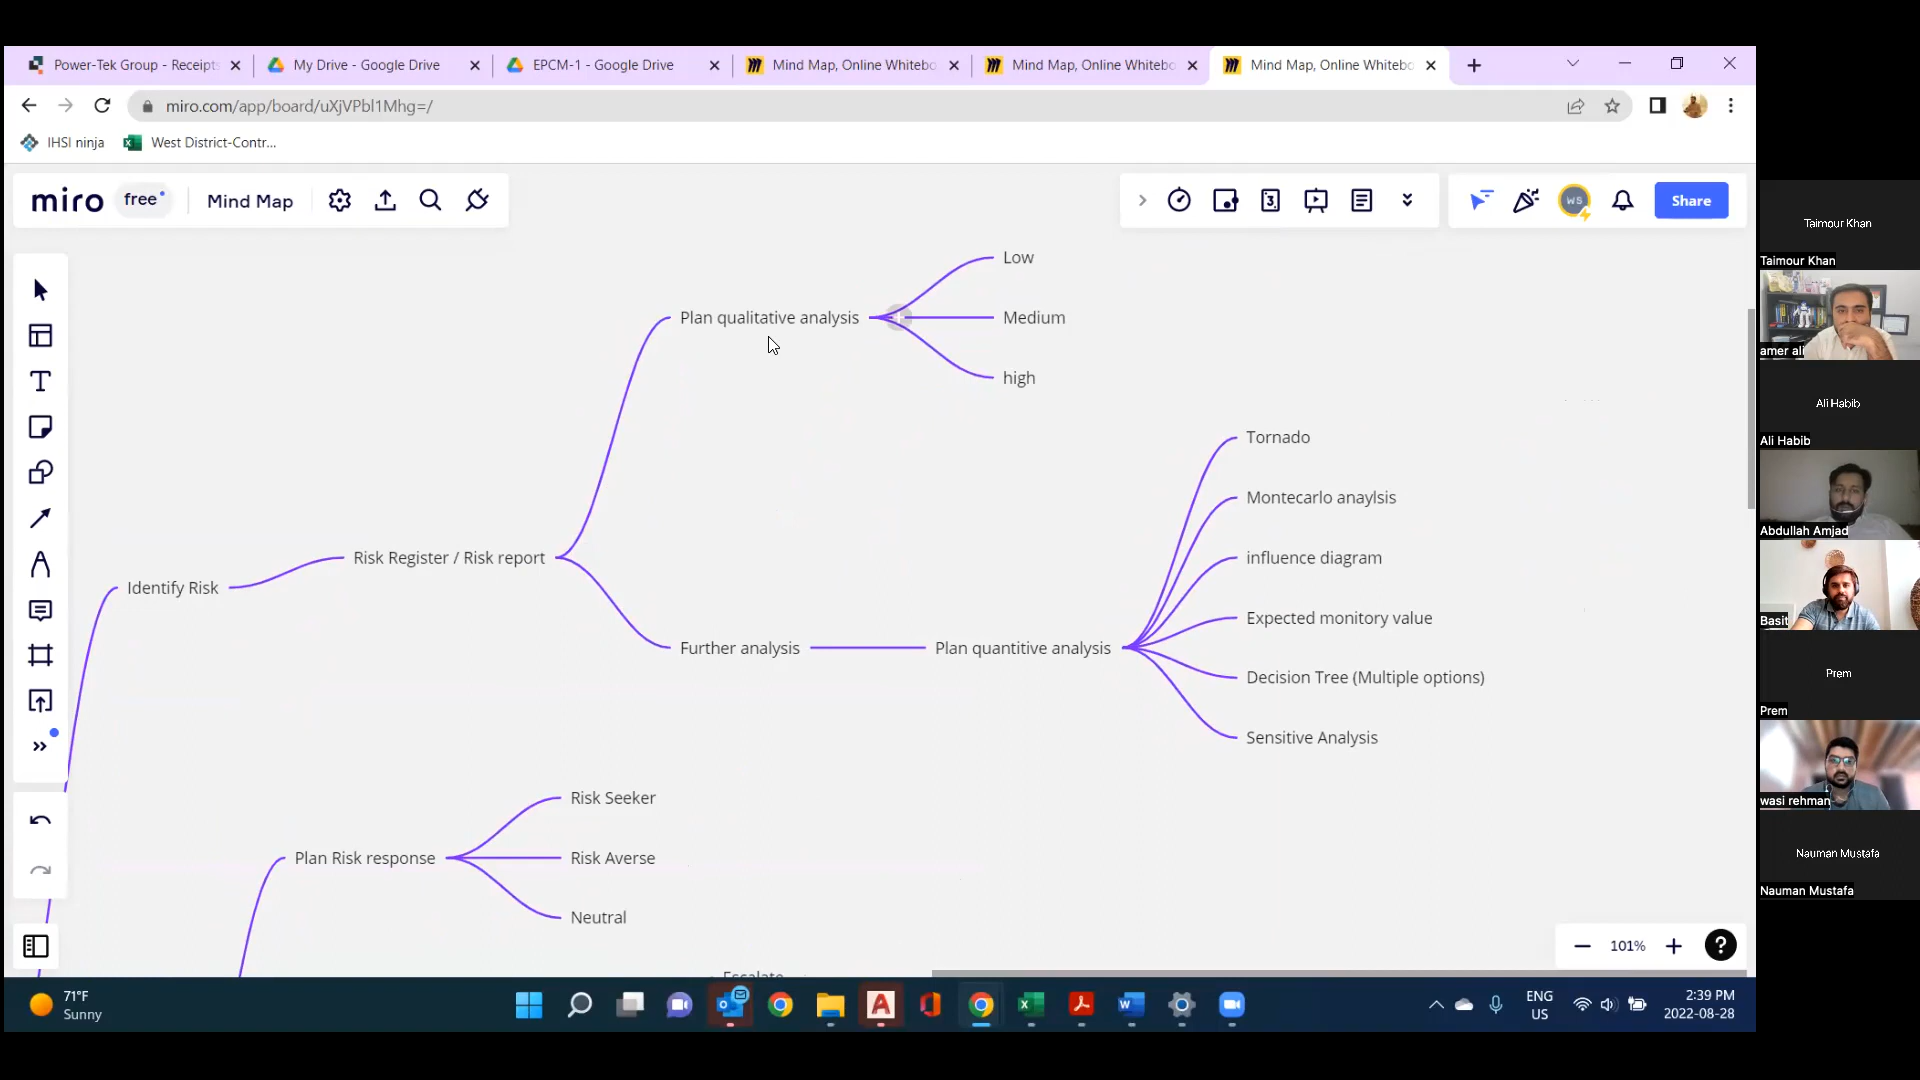 Power-Tek Group - Receipts
My Drive - Google Drive
EPCM-1 - Google Drive
Mind Map, Online Whitebo
Mind Map, Online Whitebo
Mind Map, Online Whitebo
miro.com/app/board/uXjVPbl1Mhg=/
IHSI ninja
West District-Contr...
miro
free
Mind Map
3
WS
Share
Low
Plan qualitative analysis
Medium
high
Tornado
Montecarlo anaylsis
Risk Register / Risk report
influence diagram
Identify Risk
Expected monitory value
Further analysis
Plan quantitive analysis
Decision Tree (Multiple options)
Sensitive Analysis
Risk Seeker
Plan Risk response
Risk Averse
Neutral
Escalate
101%
71°F
Sunny
ENG
US
2:39 PM
2022-08-28
Taimour Khan
Taimour Khan
amer ali
Ali Habib
Ali Habib
Abdullah Amjad
Basit
Prem
Prem
wasi rehman
Nauman Mustafa
Nauman Mustafa